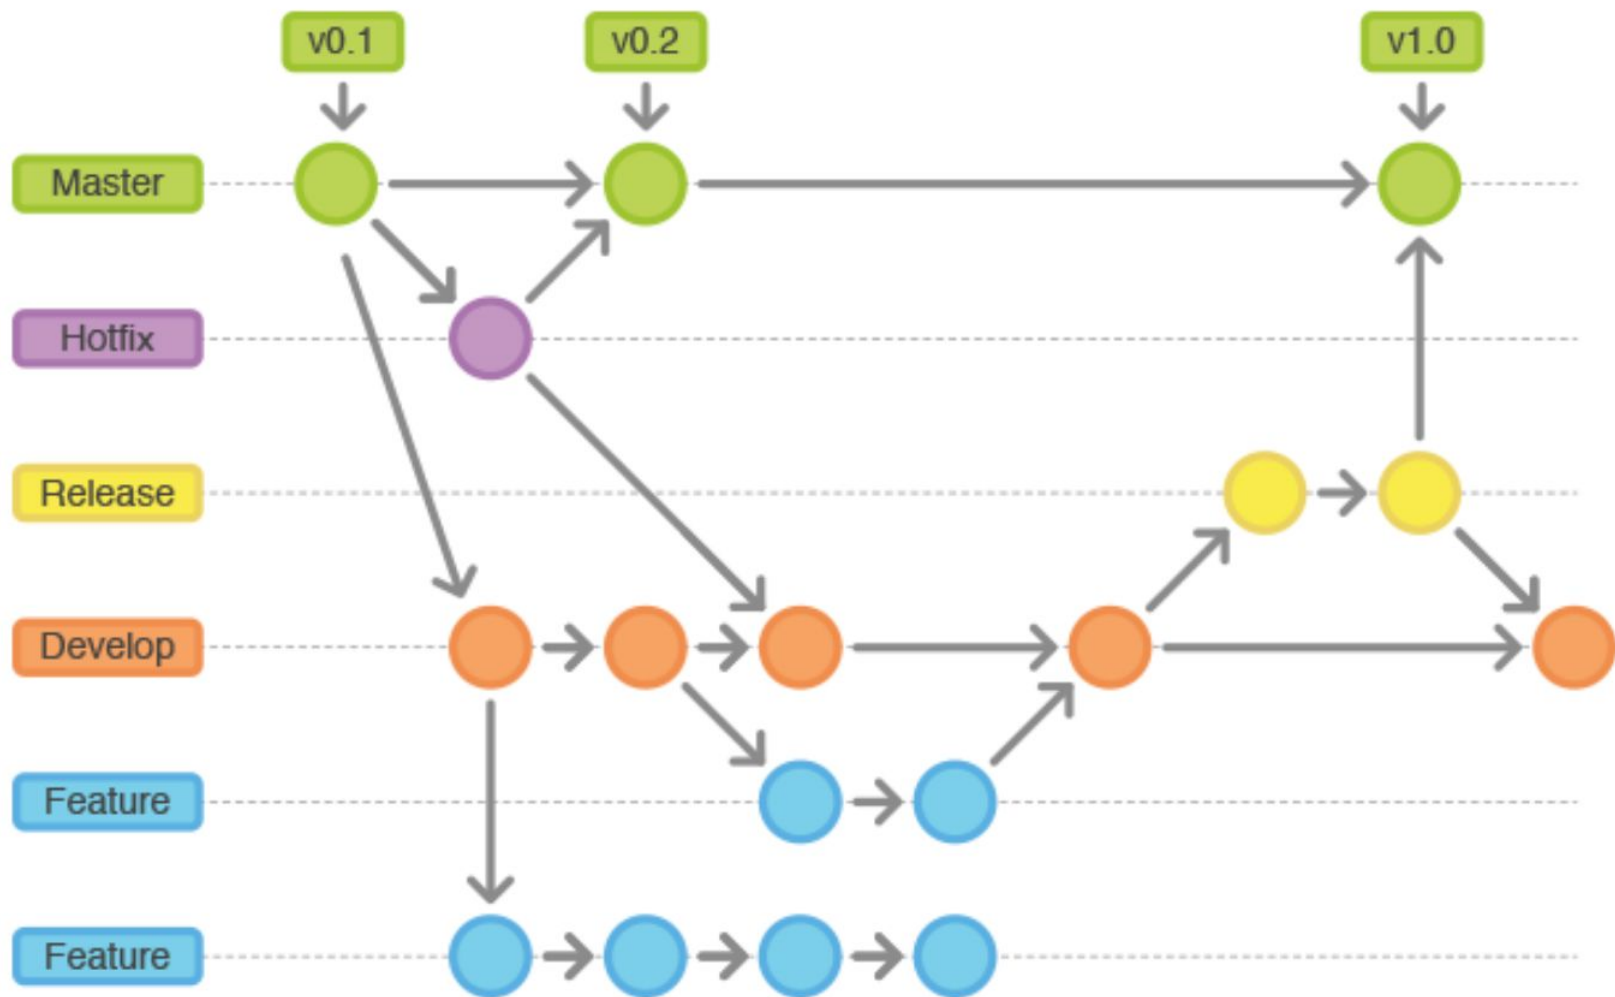 v0.1
v0.2
v1.0
Master
Hotfix
Release
Develop
Feature
Feature